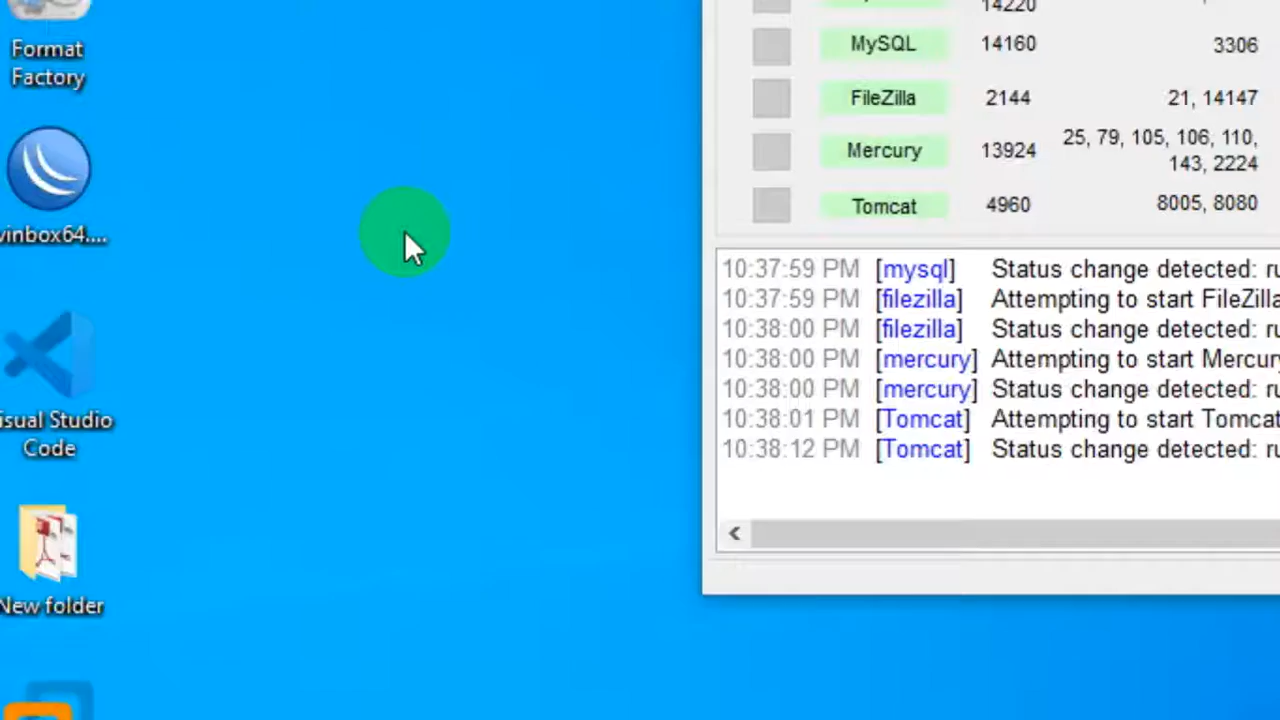 Format
Factory
vinbox64....
isual Studio
Code
New folder
14220
MySQL 14160 3306
FileZilla 2144 21, 14147
Mercury 13924 25, 79, 105, 106, 110,
143, 2224
Tomcat 4960 8005, 8080
10:37:59 PM [mysql] Status change detected: ru
10:37:59 PM [filezilla] Attempting to start FileZilla
10:38:00 PM [filezilla] Status change detected: ru
10:38:00 PM [mercury] Attempting to start Mercury
10:38:00 PM [mercury] Status change detected: ru
10:38:01 PM [Tomcat] Attempting to start Tomcat
10:38:12 PM [Tomcat] Status change detected: ru